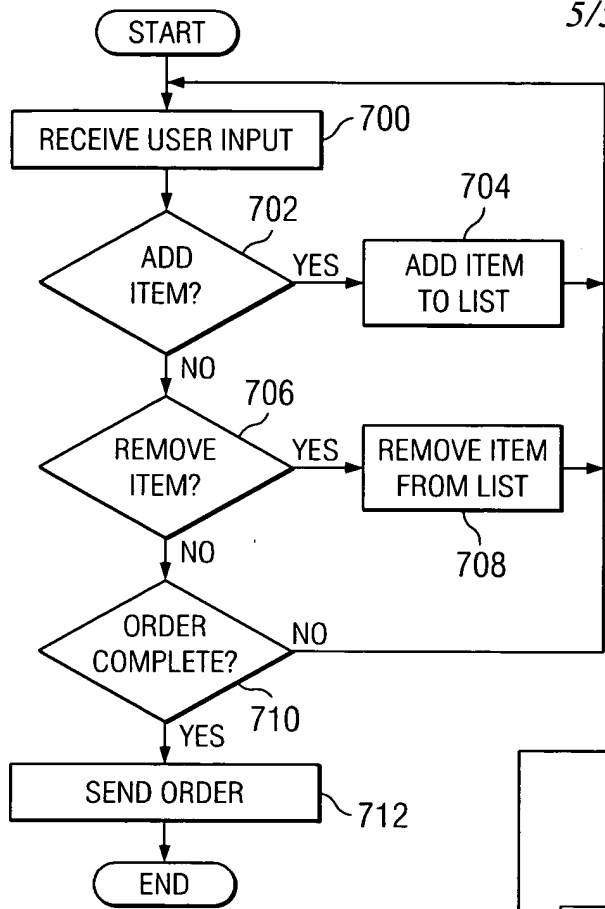 5/5
START
RECEIVE USER INPUT
700
702
704
ADD
ITEM?
YES
ADD ITEM
TO LIST
NO
706
REMOVE
ITEM?
YES
REMOVE ITEM
FROM LIST
708
NO
ORDER
COMPLETE?
NO
710
YES
SEND ORDER
712
END